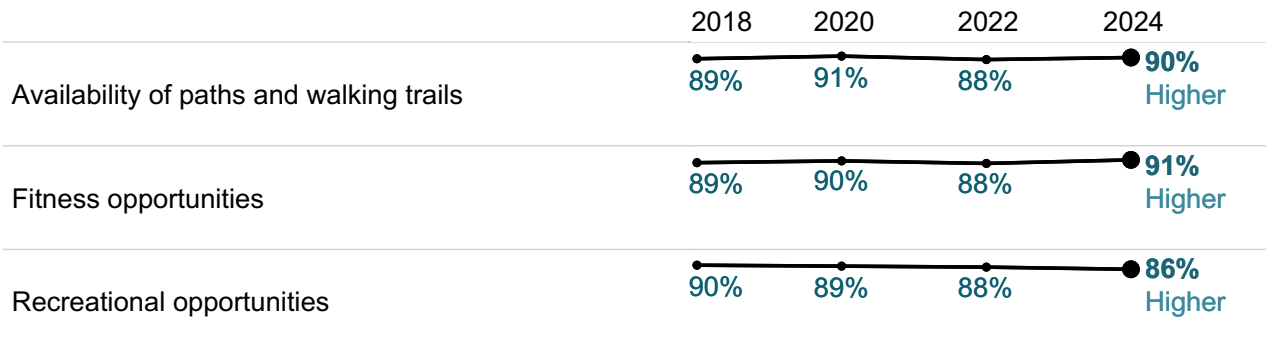 2018 2020 2022 2024
Availability of paths and walking trails
89% 91% 88% 90%
Higher
Fitness opportunities
89% 90% 88% 91%
Higher
Recreational opportunities
90% 89% 88% 86%
Higher